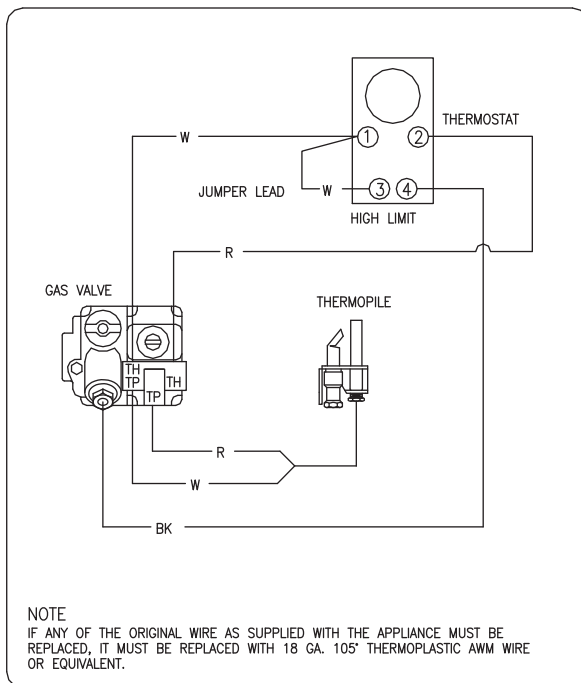 W
1
2
THERMOSTAT
JUMPER LEAD
W
3
4
HIGH LIMIT
R
GAS VALVE
THERMOPILE
TH
TP
TH
TP
R
W
BK
NOTE
IF ANY OF THE ORIGINAL WIRE AS SUPPLIED WITH THE APPLIANCE MUST BE
REPLACED, IT MUST BE REPLACED WITH 18 GA. 105° THERMOPLASTIC AWM WIRE
OR EQUIVALENT.